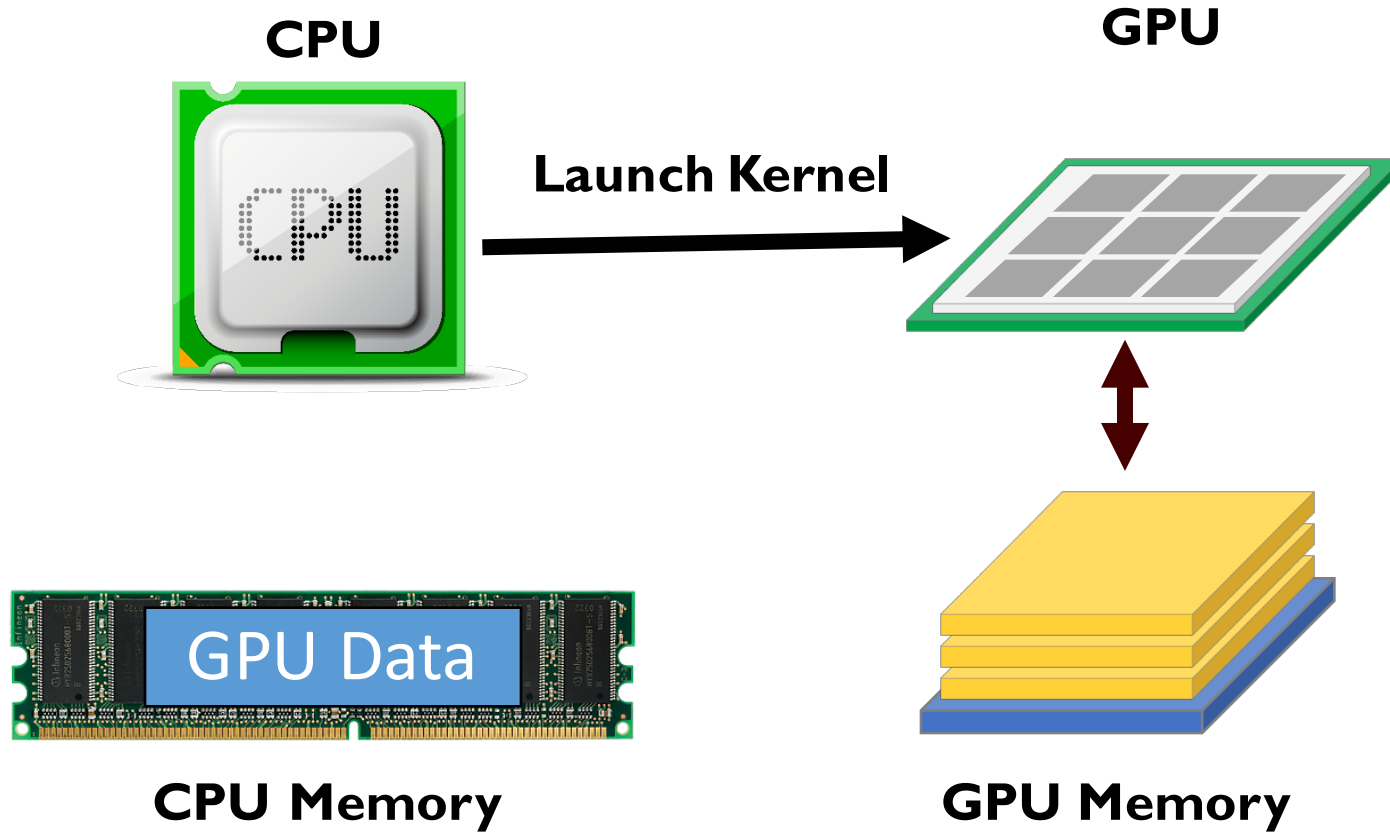 CPU
GPU
CPU
Launch Kernel
GPU Data
CPU Memory
GPU Memory